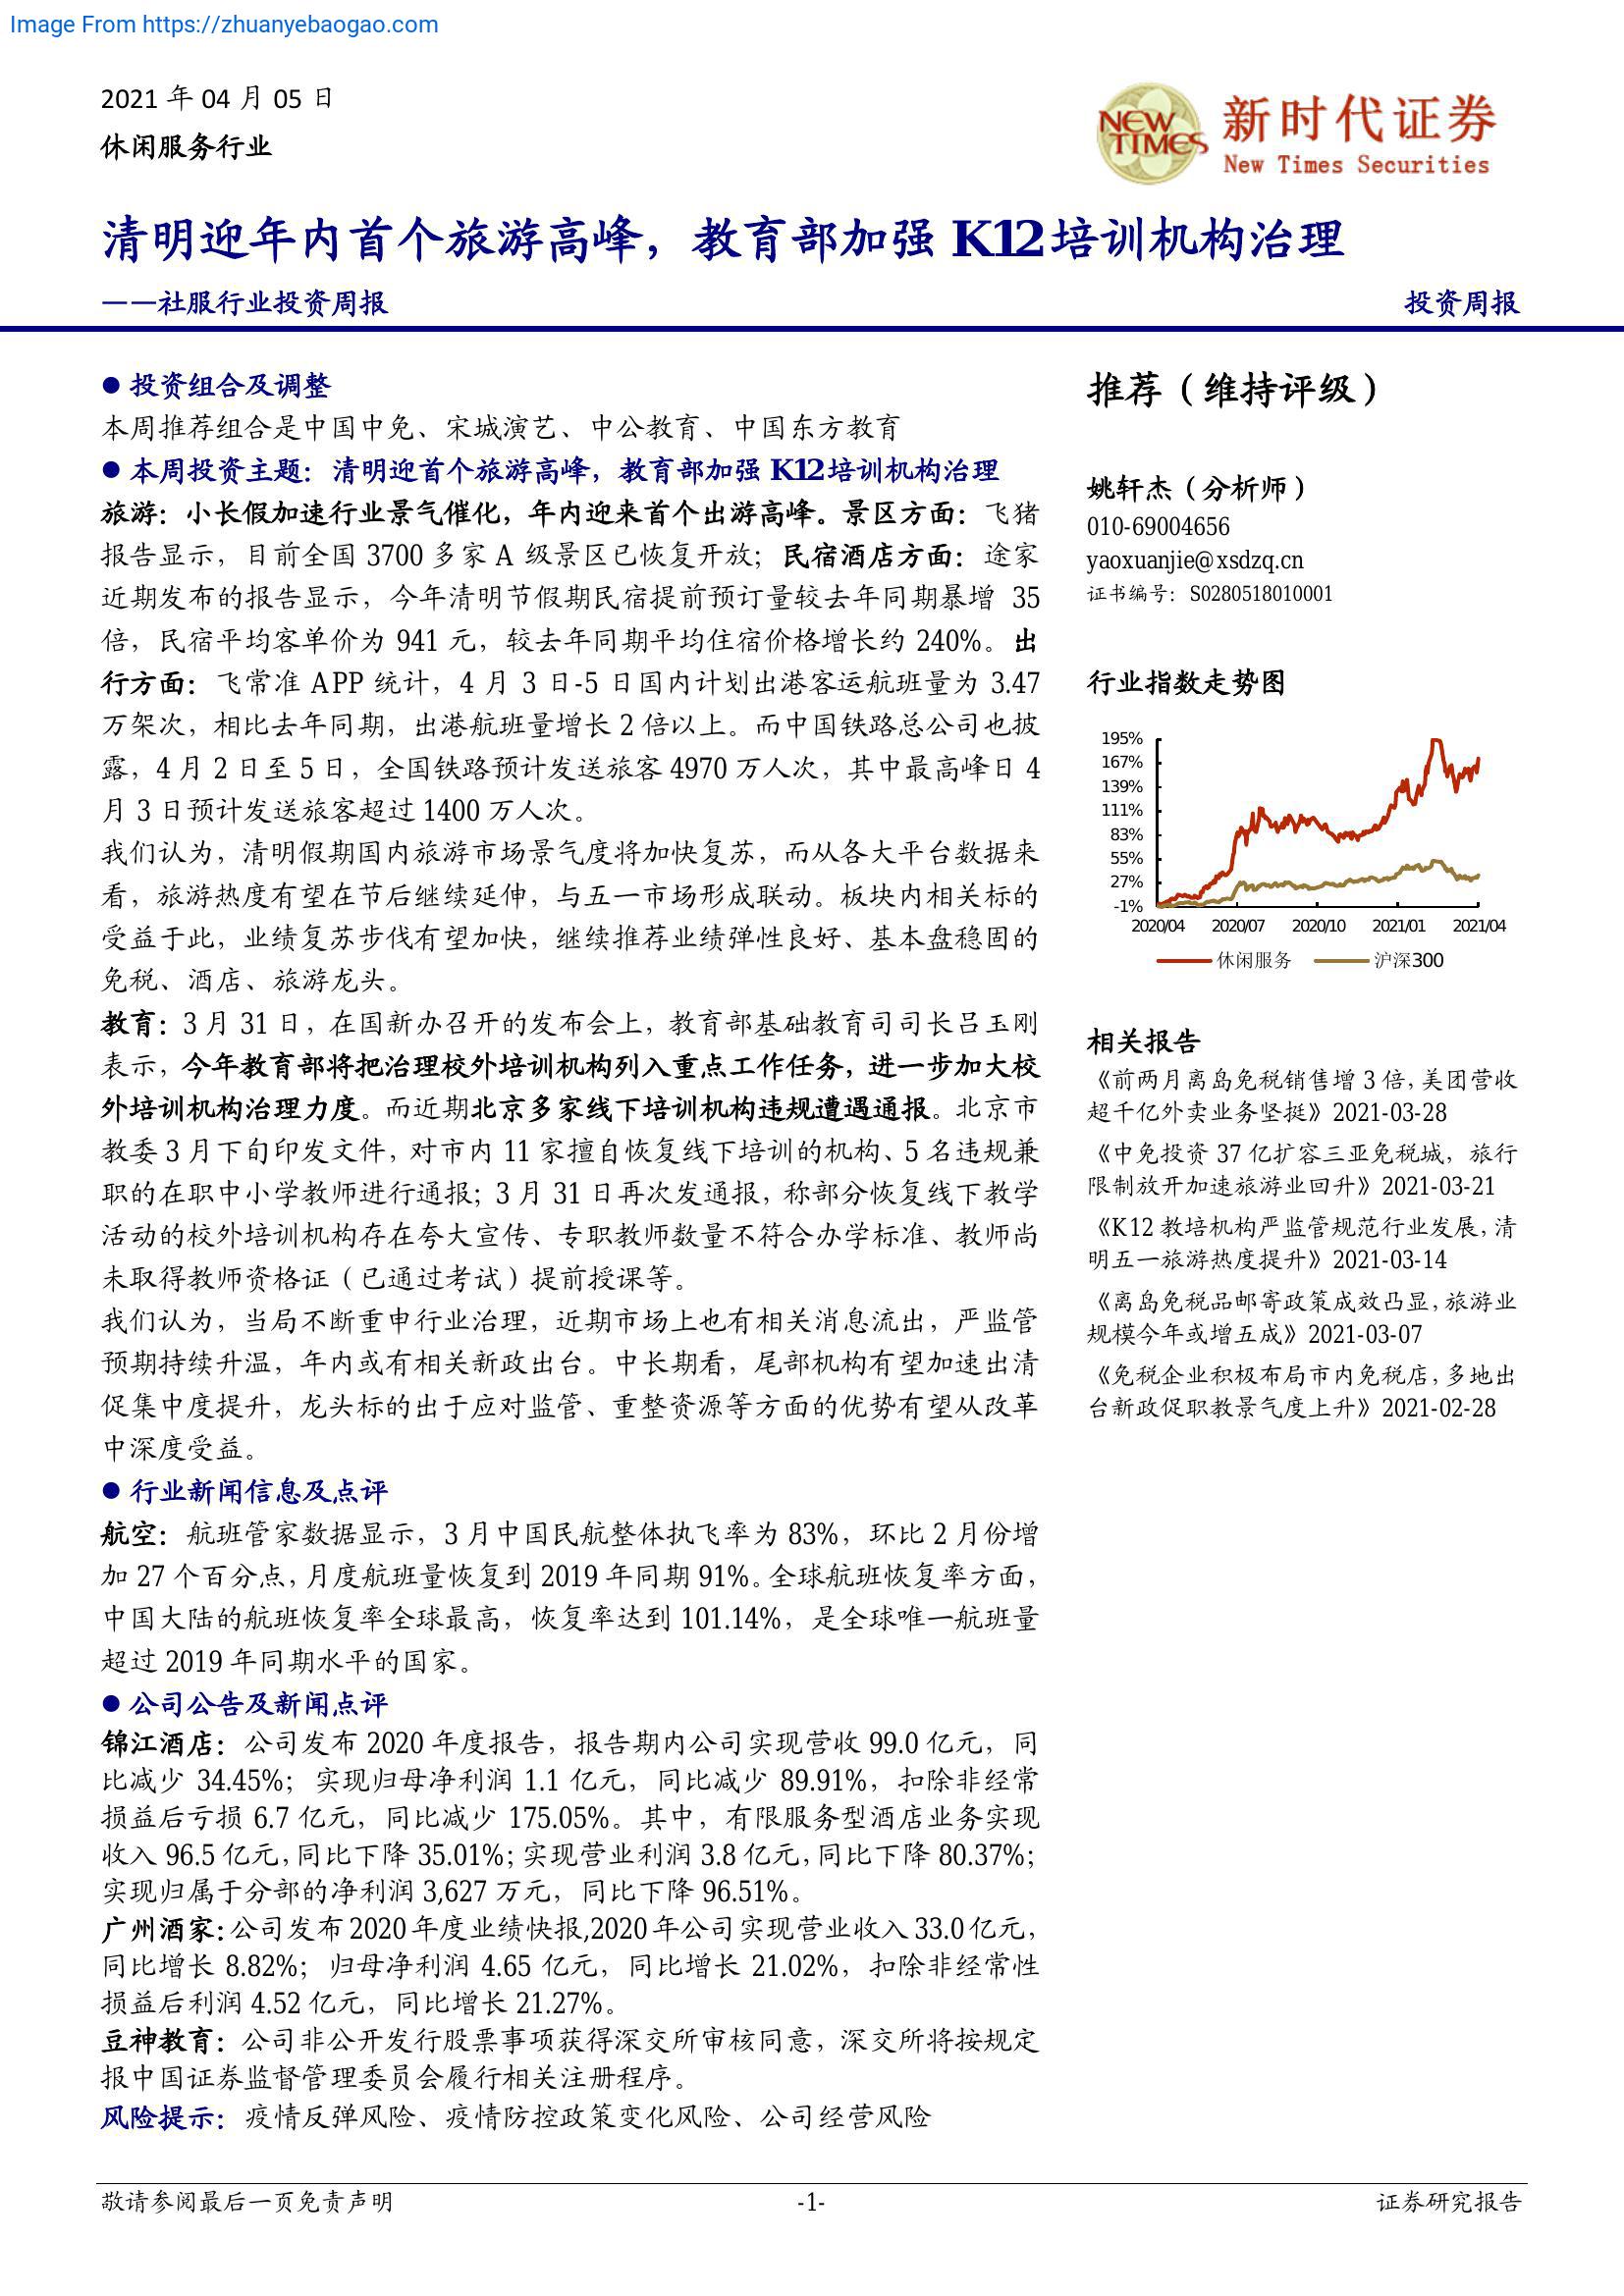 Image From https://zhuanyebaogao.com
2021 年 04 月 05 日
休闲服务行业
NEW TIMES
新时代证券
New Times Securities
清明迎年内首个旅游高峰，教育部加强 K12 培训机构治理
——社服行业投资周报
投资周报
● 投资组合及调整
本周推荐组合是中国中免、宋城演艺、中公教育、中国东方教育
● 本周投资主题：清明迎首个旅游高峰，教育部加强 K12 培训机构治理
旅游：小长假加速行业景气催化，年内迎来首个出游高峰。景区方面：飞猪
报告显示，目前全国 3700 多家 A 级景区已恢复开放；民宿酒店方面：途家
近期发布的报告显示，今年清明节假期民宿提前预订量较去年同期暴增 35
倍，民宿平均客单价为 941 元，较去年同期平均住宿价格增长约 240%。出
行方面：飞常准 APP 统计，4 月 3 日-5 日国内计划出港客运航班量为 3.47
万架次，相比去年同期，出港航班量增长 2 倍以上。而中国铁路总公司也披
露，4 月 2 日至 5 日，全国铁路预计发送旅客 4970 万人次，其中最高峰日 4
月 3 日预计发送旅客超过 1400 万人次。
我们认为，清明假期国内旅游市场景气度将加快复苏，而从各大平台数据来
看，旅游热度有望在节后继续延伸，与五一市场形成联动。板块内相关标的
受益于此，业绩复苏步伐有望加快，继续推荐业绩弹性良好、基本盘稳固的
免税、酒店、旅游龙头。
教育：3 月 31 日，在国新办召开的发布会上，教育部基础教育司司长吕玉刚
表示，今年教育部将把治理校外培训机构列入重点工作任务，进一步加大校
外培训机构治理力度。而近期北京多家线下培训机构违规遭遇通报。北京市
教委 3 月下旬印发文件，对市内 11 家擅自恢复线下培训的机构、5 名违规兼
职的在职中小学教师进行通报；3 月 31 日再次发通报，称部分恢复线下教学
活动的校外培训机构存在夸大宣传、专职教师数量不符合办学标准、教师尚
未取得教师资格证（已通过考试）提前授课等。
我们认为，当局不断重申行业治理，近期市场上也有相关消息流出，严监管
预期持续升温，年内或有相关新政出台。中长期看，尾部机构有望加速出清
促集中度提升，龙头标的出于应对监管、重整资源等方面的优势有望从改革
中深度受益。
● 行业新闻信息及点评
航空：航班管家数据显示，3 月中国民航整体执飞率为 83%，环比 2 月份增
加 27 个百分点，月度航班量恢复到 2019 年同期 91%。全球航班恢复率方面，
中国大陆的航班恢复率全球最高，恢复率达到 101.14%，是全球唯一航班量
超过 2019 年同期水平的国家。
● 公司公告及新闻点评
锦江酒店：公司发布 2020 年度报告，报告期内公司实现营收 99.0 亿元，同
比减少 34.45%；实现归母净利润 1.1 亿元，同比减少 89.91%，扣除非经常
损益后亏损 6.7 亿元，同比减少 175.05%。其中，有限服务型酒店业务实现
收入 96.5 亿元，同比下降 35.01%；实现营业利润 3.8 亿元，同比下降 80.37%；
实现归属于分部的净利润 3,627 万元，同比下降 96.51%。
广州酒家：公司发布 2020 年度业绩快报,2020 年公司实现营业收入 33.0 亿元，
同比增长 8.82%；归母净利润 4.65 亿元，同比增长 21.02%，扣除非经常性
损益后利润 4.52 亿元，同比增长 21.27%。
豆神教育：公司非公开发行股票事项获得深交所审核同意，深交所将按规定
报中国证券监督管理委员会履行相关注册程序。
风险提示：疫情反弹风险、疫情防控政策变化风险、公司经营风险
推荐（维持评级）
姚轩杰（分析师）
010-69004656
yaoxuanjie@xsdzq.cn
证书编号：S0280518010001
行业指数走势图
195%
167%
139%
111%
83%
55%
27%
-1%
2020/04 2020/07 2020/10 2021/01 2021/04
休闲服务 沪深300
相关报告
《前两月离岛免税销售增 3 倍，美团营收
超千亿外卖业务坚挺》2021-03-28
《中免投资 37 亿扩容三亚免税城，旅行
限制放开加速旅游业回升》2021-03-21
《K12 教培机构严监管规范行业发展，清
明五一旅游热度提升》2021-03-14
《离岛免税品邮寄政策成效凸显，旅游业
规模今年或增五成》2021-03-07
《免税企业积极布局市内免税店，多地出
台新政促职教景气度上升》2021-02-28
敬请参阅最后一页免责声明
-1-
证券研究报告